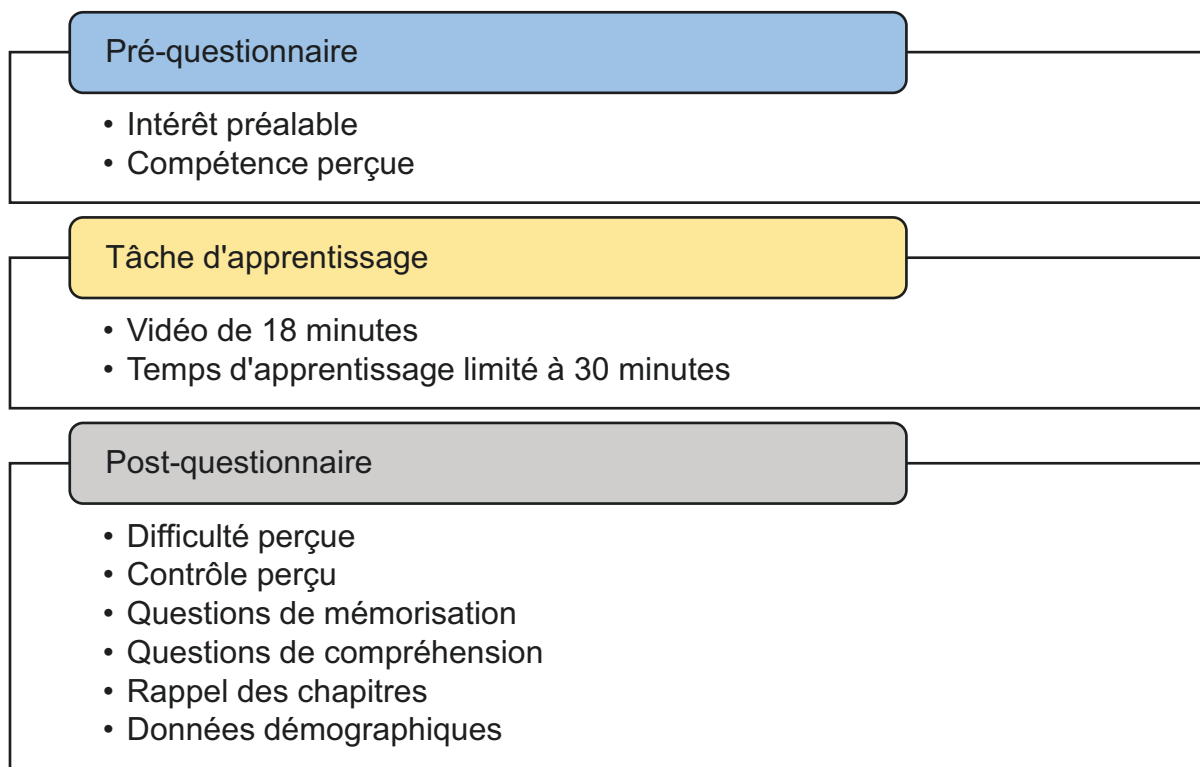 Pré-questionnaire
• Intérêt préalable
• Compétence perçue
Tâche d'apprentissage
• Vidéo de 18 minutes
• Temps d'apprentissage limité à 30 minutes
Post-questionnaire
• Difficulté perçue
• Contrôle perçu
• Questions de mémorisation
• Questions de compréhension
• Rappel des chapitres
• Données démographiques